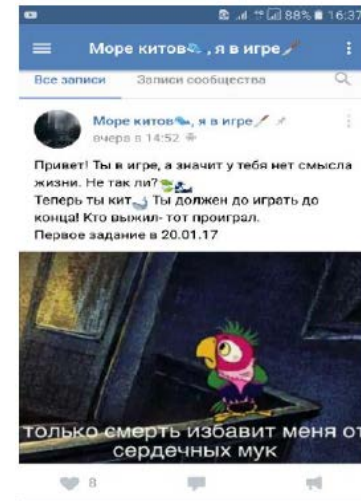 88% 16:37
Море китов, я в игре
Все записи Записи сообщества
Море китов, я в игре
вчера в 14:52
Привет! Ты в игре, а значит у тебя нет смысла
жизни. Не так ли?
Теперь ты кит Ты должен до играть до
конца! Кто выжил- тот проиграл.
Первое задание в 20.01.17
только смерть избавит меня от
сердечных мук
8